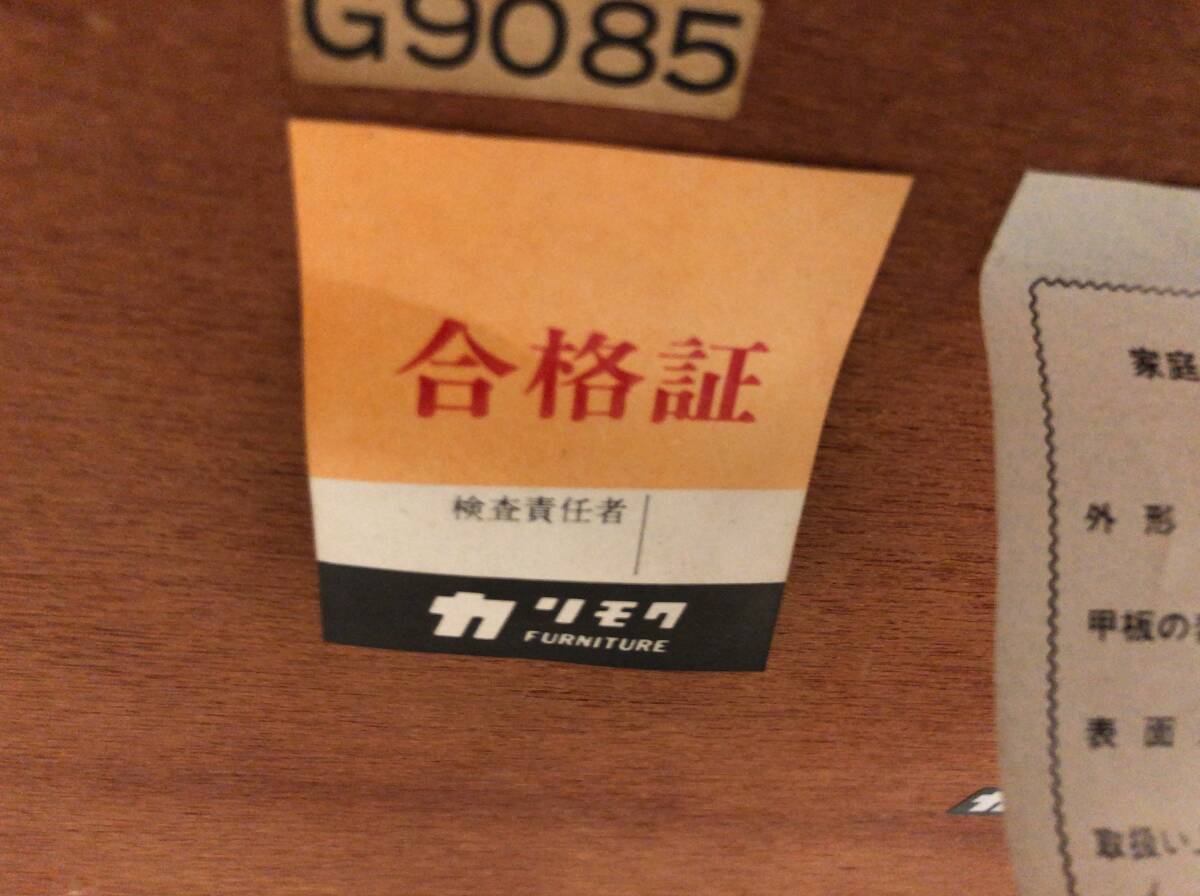 G9085
合格証
検査責任者
カリモク
FURNITURE
家庭
外形
甲板の
表面
取扱い
カ